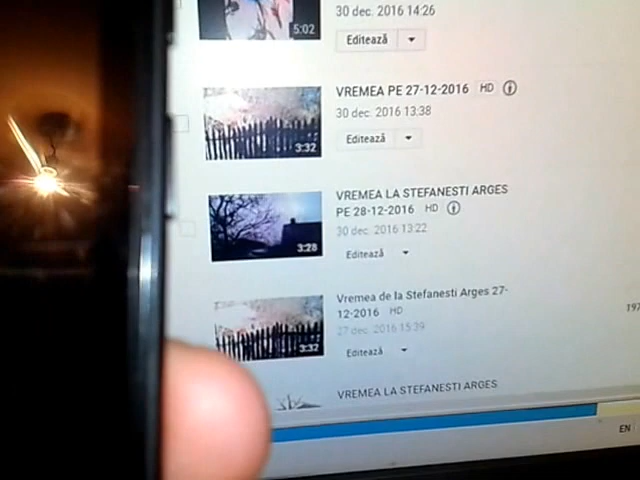 30 dec. 2016 14:26
5:02
Editează
VREMEA PE 27-12-2016 HD
30 dec. 2016 13:38
3:32
Editează
VREMEA LA STEFANESTI ARGES
PE 28-12-2016 HD
30 dec. 2016 13:22
3:28
Editează
Vremea de la Stefanesti Arges 27-
12-2016 HD
27 dec. 2016 15:39
197
3:32
Editează
VREMEA LA STEFANESTI ARGES
EN